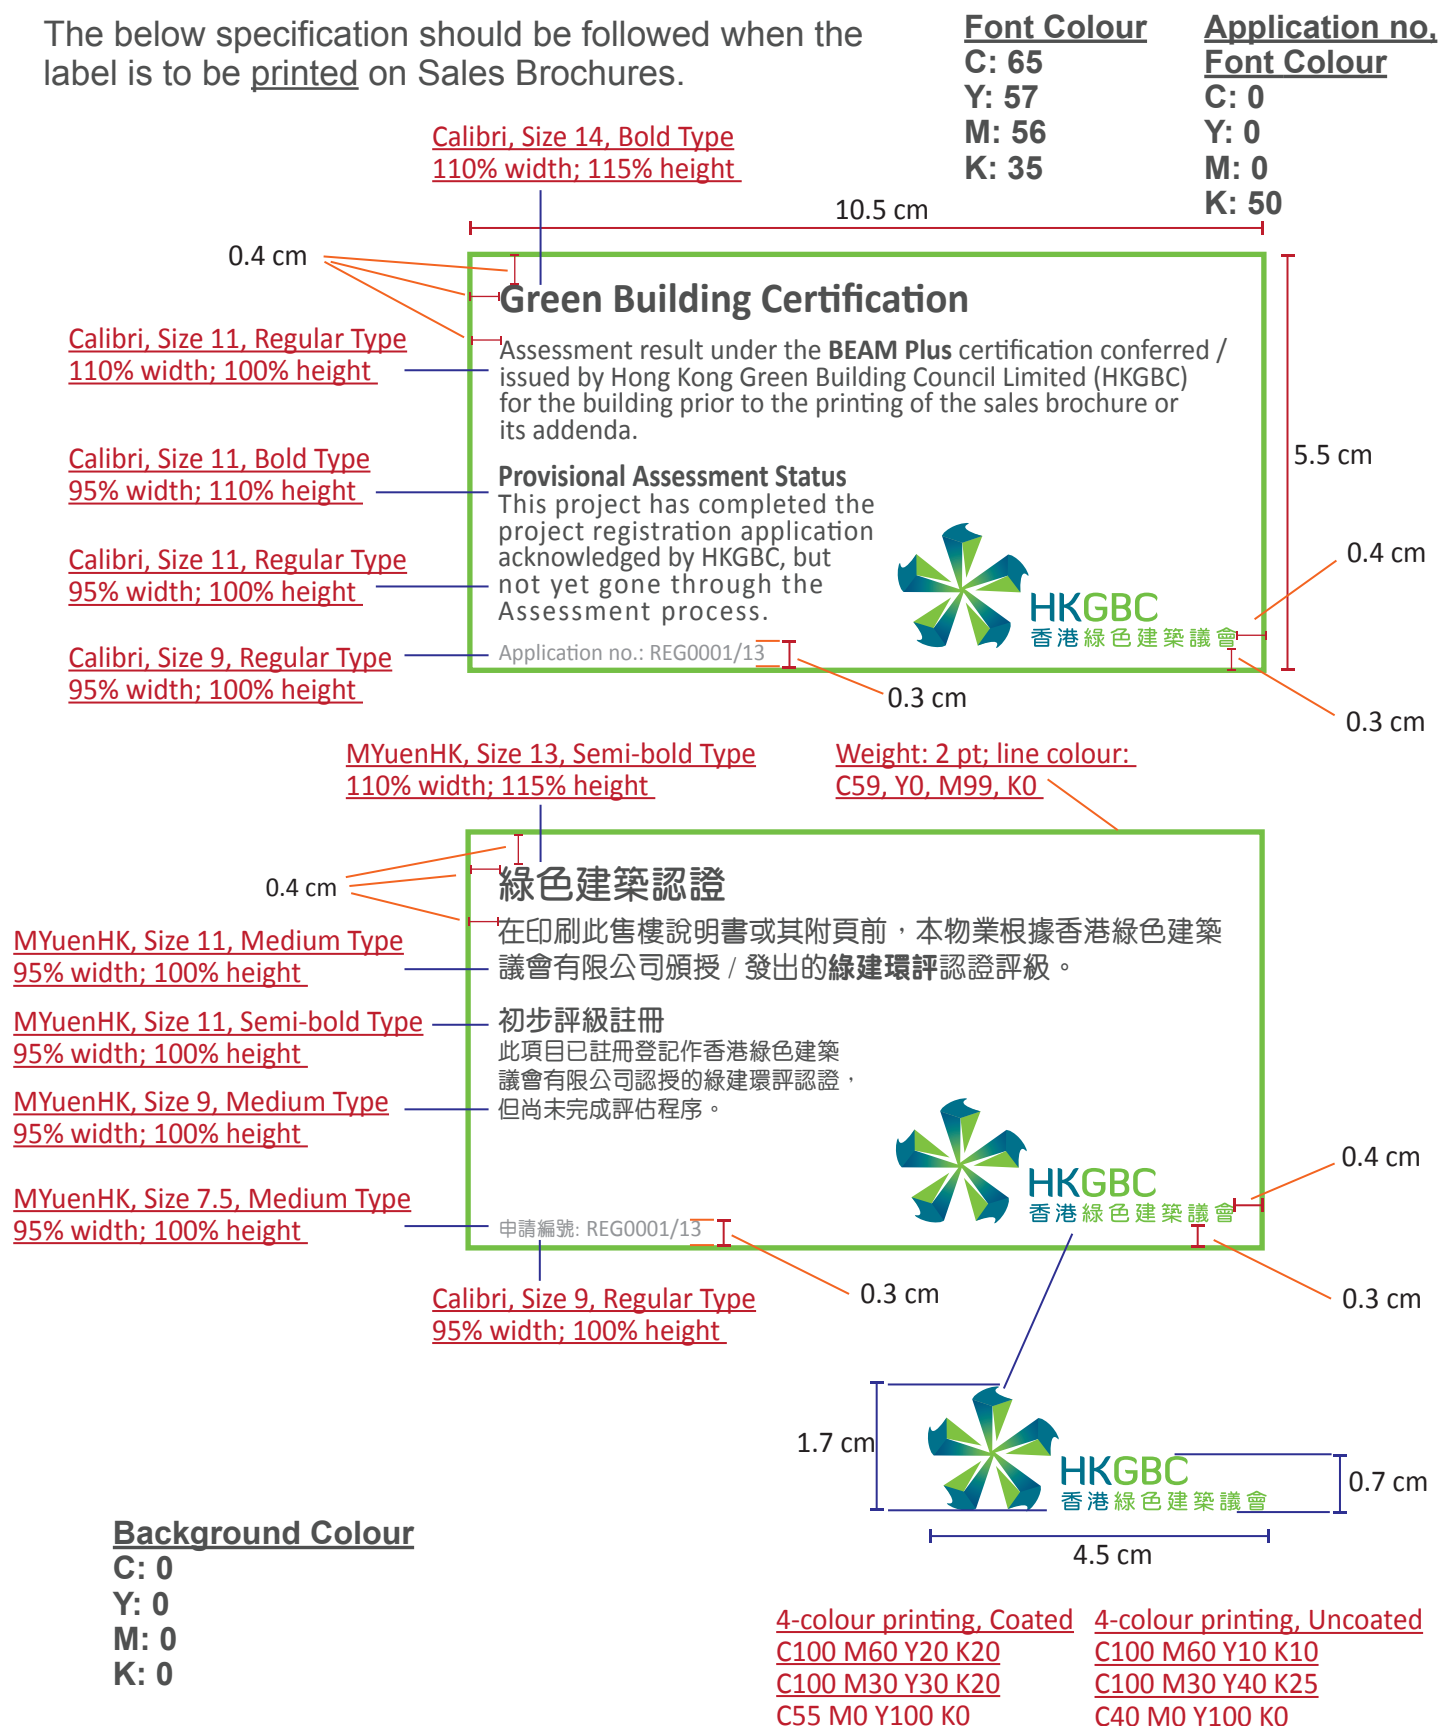 The below specification should be followed when the
label is to be printed on Sales Brochures.
Font Colour
C: 65
Y: 57
M: 56
K: 35
Application no,
Font Colour
C: 0
Y: 0
M: 0
K: 50
Calibri, Size 14, Bold Type
110% width; 115% height
10.5 cm
0.4 cm
Green Building Certification
Calibri, Size 11, Regular Type
110% width; 100% height
Assessment result under the BEAM Plus certification conferred /
issued by Hong Kong Green Building Council Limited (HKGBC)
for the building prior to the printing of the sales brochure or
its addenda.
5.5 cm
Calibri, Size 11, Bold Type
95% width; 110% height
Provisional Assessment Status
This project has completed the
project registration application
acknowledged by HKGBC, but
not yet gone through the
Assessment process.
Calibri, Size 11, Regular Type
95% width; 100% height
0.4 cm
HKGBC
香港綠色建築議會
Calibri, Size 9, Regular Type
95% width; 100% height
Application no.: REG0001/13
0.3 cm
0.3 cm
MYuenHK, Size 13, Semi-bold Type
110% width; 115% height
Weight: 2 pt; line colour:
C59, Y0, M99, K0
0.4 cm
綠色建築認證
MYuenHK, Size 11, Medium Type
95% width; 100% height
在印刷此售樓說明書或其附頁前，本物業根據香港綠色建築
議會有限公司頒授 / 發出的綠建環評認證評級。
MYuenHK, Size 11, Semi-bold Type
95% width; 100% height
初步評級註冊
此項目已註冊登記作香港綠色建築
議會有限公司認授的綠建環評認證，
但尚未完成評估程序。
MYuenHK, Size 9, Medium Type
95% width; 100% height
0.4 cm
HKGBC
香港綠色建築議會
MYuenHK, Size 7.5, Medium Type
95% width; 100% height
申請編號: REG0001/13
0.3 cm
0.3 cm
Calibri, Size 9, Regular Type
95% width; 100% height
1.7 cm
HKGBC
香港綠色建築議會
0.7 cm
4.5 cm
Background Colour
C: 0
Y: 0
M: 0
K: 0
4-colour printing, Coated
C100 M60 Y20 K20
C100 M30 Y30 K20
C55 M0 Y100 K0
4-colour printing, Uncoated
C100 M60 Y10 K10
C100 M30 Y40 K25
C40 M0 Y100 K0